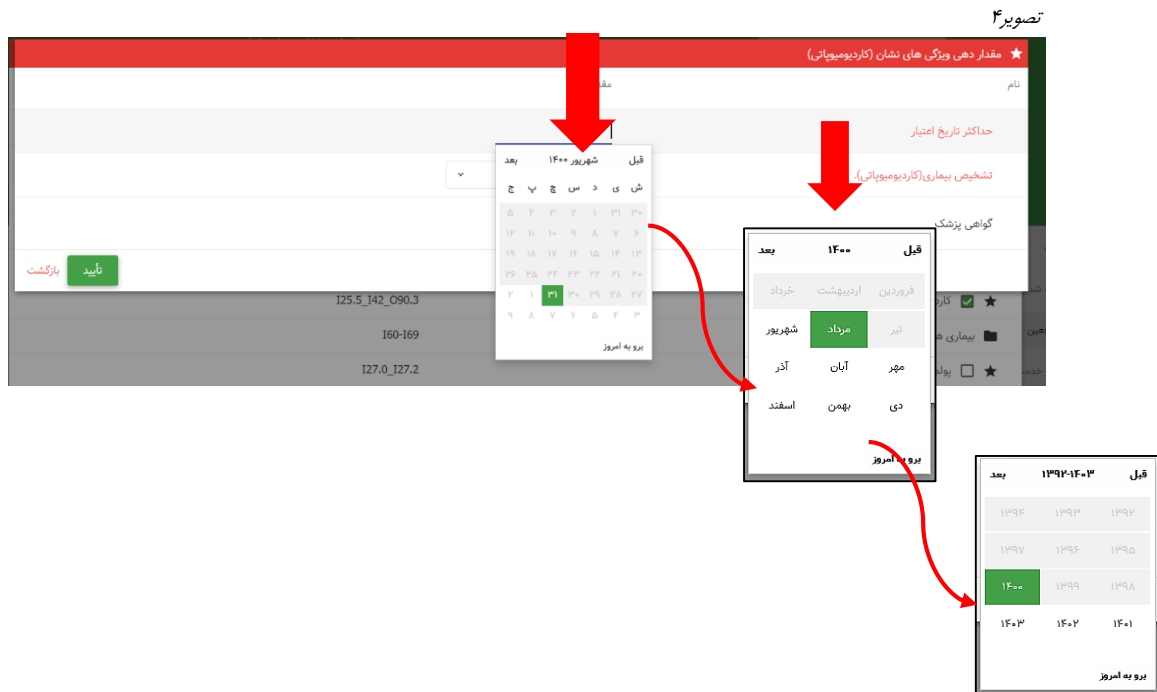 تصویر۴
مقدار دهی ویژگی های نشان (کاردیومیوپاتی)
نام
حداکثر تاریخ اعتبار
تشخیص بیماری(کاردیومیوپاتی).
گواهی پزشک
تأیید بازگشت
قبل شهریور ۱۴۰۰ بعد
ش ی د س چ پ ج
۳۰ ۳۱ ۱ ۲ ۳ ۴ ۵
۶ ۷ ۸ ۹ ۱۰ ۱۱ ۱۲
۱۳ ۱۴ ۱۵ ۱۶ ۱۷ ۱۸ ۱۹
۲۰ ۲۱ ۲۲ ۲۳ ۲۴ ۲۵ ۲۶
۲۷ ۲۸ ۲۹ ۳۰ ۳۱ ۱ ۲
۳ ۴ ۵ ۶ ۷ ۸ ۹
برو به امروز
I25.5_I42_O90.3
بیماری I60-I69
I27.0_I27.2
قبل ۱۴۰۰ بعد
فروردین اردیبهشت خرداد
تیر مرداد شهریور
مهر آبان آذر
دی بهمن اسفند
برو به امروز
قبل ۱۳۹۲-۱۴۰۳ بعد
۱۳۹۲ ۱۳۹۳ ۱۳۹۴
۱۳۹۵ ۱۳۹۶ ۱۳۹۷
۱۳۹۸ ۱۳۹۹ ۱۴۰۰
۱۴۰۱ ۱۴۰۲ ۱۴۰۳
برو به امروز